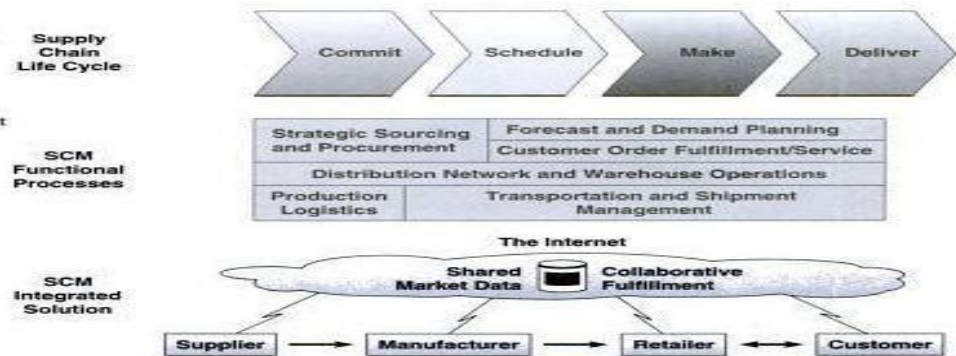 Supply
Chain
Life Cycle
Commit
Schedule
Make
Deliver
t
SCM
Functional
Processes
Strategic Sourcing
and Procurement
Forecast and Demand Planning
Customer Order Fulfillment/Service
Distribution Network and Warehouse Operations
Production
Logistics
Transportation and Shipment
Management
The Internet
SCM
Integrated
Solution
Shared
Market Data
Collaborative
Fulfillment
Supplier
Manufacturer
Retailer
Customer